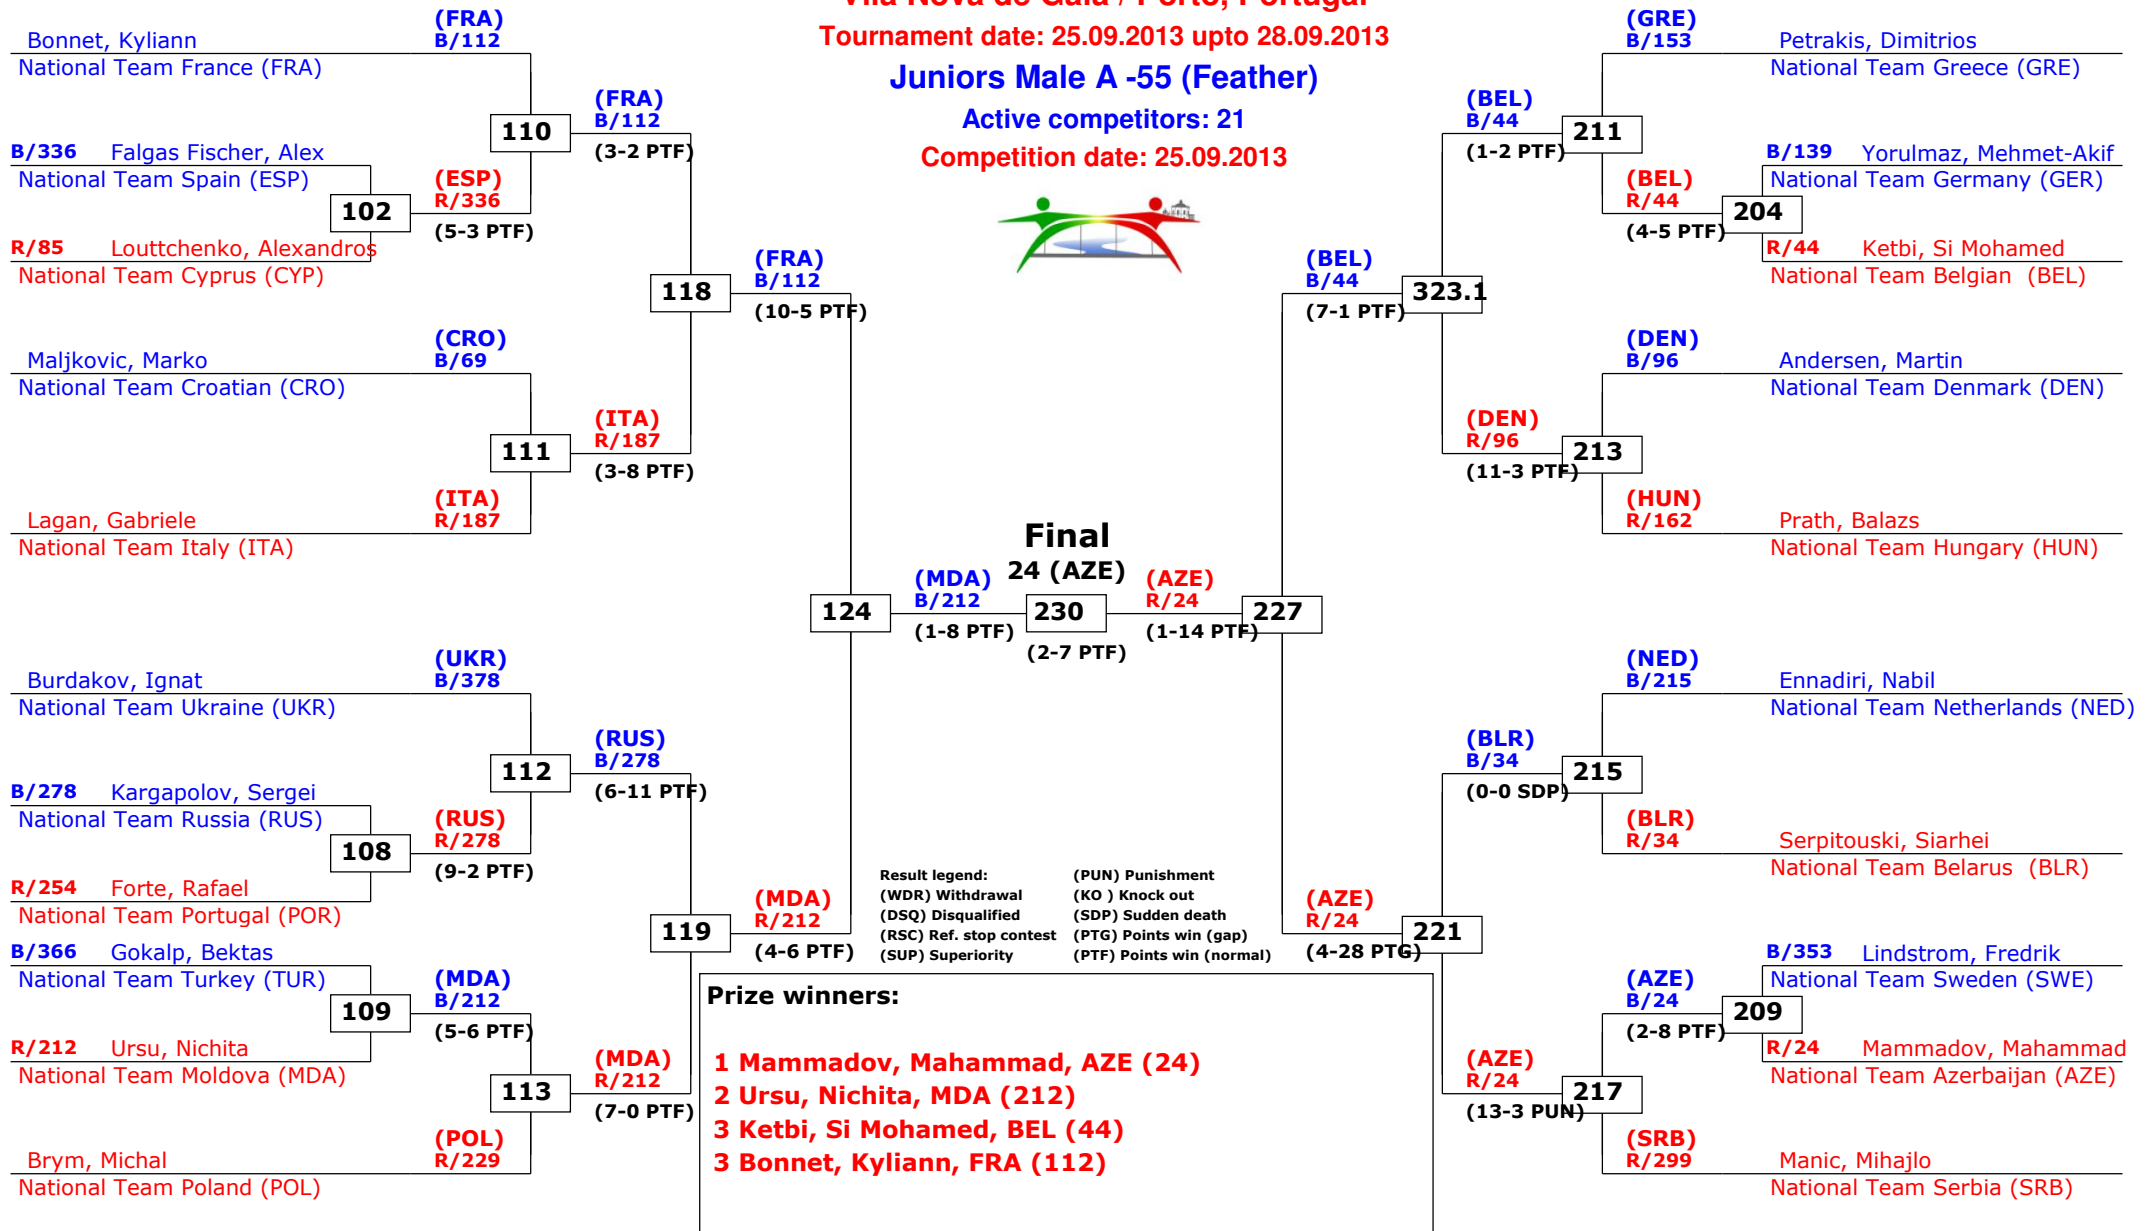 Vila Nova de Gaia / Porto, Portugal
Tournament date: 25.09.2013 upto 28.09.2013
Juniors Male A -55 (Feather)
Active competitors: 21
Competition date: 25.09.2013
Bonnet, Kyliann
(FRA)
B/112
National Team France (FRA)
110
(FRA)
B/112
(3-2 PTF)
B/336 Falgas Fischer, Alex
National Team Spain (ESP)
102
(ESP)
R/336
(5-3 PTF)
R/85 Louttchenko, Alexandros
National Team Cyprus (CYP)
118
(FRA)
B/112
(10-5 PTF)
Maljkovic, Marko
(CRO)
B/69
National Team Croatian (CRO)
111
(ITA)
R/187
(3-8 PTF)
Lagan, Gabriele
(ITA)
R/187
National Team Italy (ITA)
124
(MDA)
B/212
(1-8 PTF)
Final
24 (AZE)
230
(2-7 PTF)
(AZE)
R/24
(1-14 PTF)
227
Burdakov, Ignat
(UKR)
B/378
National Team Ukraine (UKR)
112
(RUS)
B/278
(6-11 PTF)
B/278 Kargapolov, Sergei
National Team Russia (RUS)
108
(RUS)
R/278
(9-2 PTF)
R/254 Forte, Rafael
National Team Portugal (POR)
119
(MDA)
R/212
(4-6 PTF)
B/366 Gokalp, Bektas
National Team Turkey (TUR)
109
(MDA)
B/212
(5-6 PTF)
R/212 Ursu, Nichita
National Team Moldova (MDA)
113
(MDA)
R/212
(7-0 PTF)
Brym, Michal
(POL)
R/229
National Team Poland (POL)
(GRE)
B/153
Petrakis, Dimitrios
National Team Greece (GRE)
(BEL)
B/44
(1-2 PTF)
211
B/139 Yorulmaz, Mehmet-Akif
National Team Germany (GER)
(BEL)
R/44
(4-5 PTF)
204
R/44 Ketbi, Si Mohamed
National Team Belgian (BEL)
(BEL)
B/44
(7-1 PTF)
323.1
(DEN)
B/96
Andersen, Martin
National Team Denmark (DEN)
(DEN)
R/96
(11-3 PTF)
213
(HUN)
R/162
Prath, Balazs
National Team Hungary (HUN)
(NED)
B/215
Ennadiri, Nabil
National Team Netherlands (NED)
(BLR)
B/34
(0-0 SDP)
215
(BLR)
R/34
Serpitouski, Siarhei
National Team Belarus (BLR)
(AZE)
R/24
(4-28 PTG)
221
B/353 Lindstrom, Fredrik
National Team Sweden (SWE)
(AZE)
B/24
(2-8 PTF)
209
R/24 Mammadov, Mahammad
National Team Azerbaijan (AZE)
(AZE)
R/24
(13-3 PUN)
217
(SRB)
R/299
Manic, Mihajlo
National Team Serbia (SRB)
Result legend: (PUN) Punishment
(WDR) Withdrawal (KO ) Knock out
(DSQ) Disqualified (SDP) Sudden death
(RSC) Ref. stop contest (PTG) Points win (gap)
(SUP) Superiority (PTF) Points win (normal)
Prize winners:
1 Mammadov, Mahammad, AZE (24)
2 Ursu, Nichita, MDA (212)
3 Ketbi, Si Mohamed, BEL (44)
3 Bonnet, Kyliann, FRA (112)